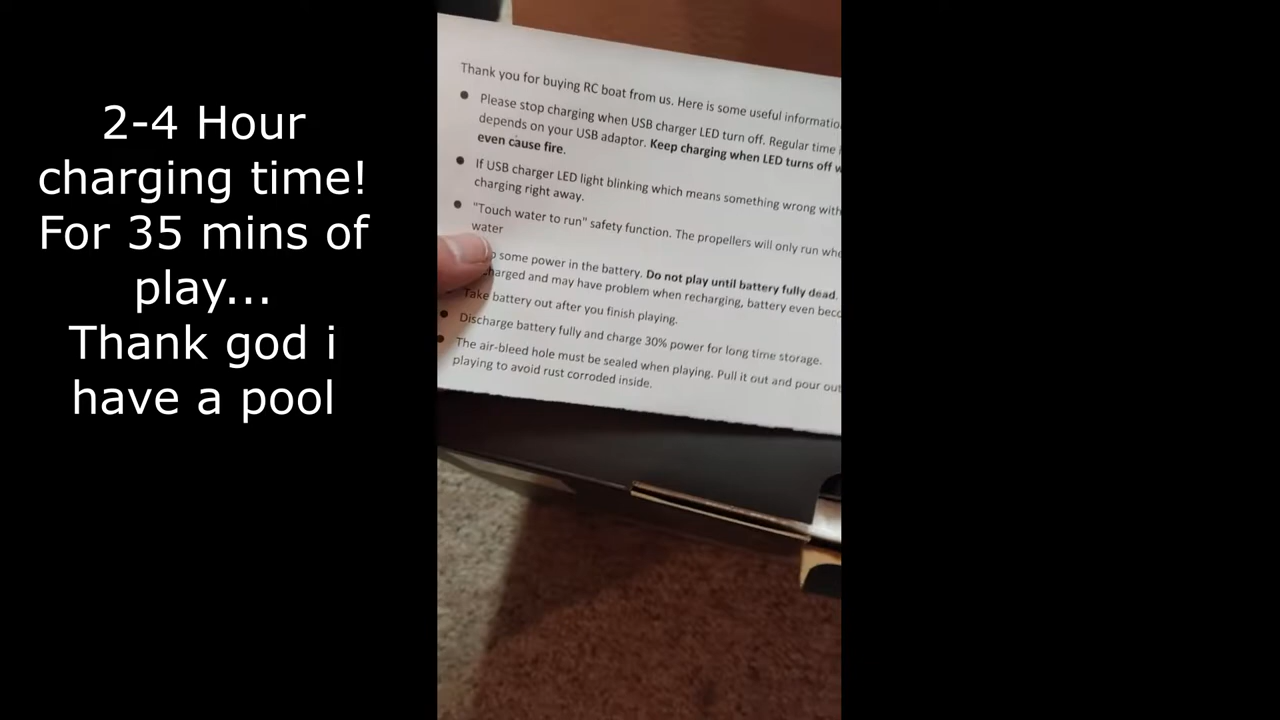 2-4 Hour
charging time!
For 35 mins of
play...
Thank god i
have a pool
Thank you for buying RC boat from us. Here is some useful
● Please stop charging when USB charger LED turn off. Regular time
depends on your USB adaptor. Keep charging when LED turns off
even cause fire.
● If USB charger LED light blinking which means something wrong with
charging right away.
● "Touch water to run" safety function. The propellers will only run
water
some power in the battery. Do not play until battery fully dead.
and may have problem when recharging, battery even
Take battery out after you finish playing.
● Discharge battery fully and charge 30% power for long time storage.
● The air-bleed hole must be sealed when playing. Pull it out and pour out
playing to avoid rust corroded inside.